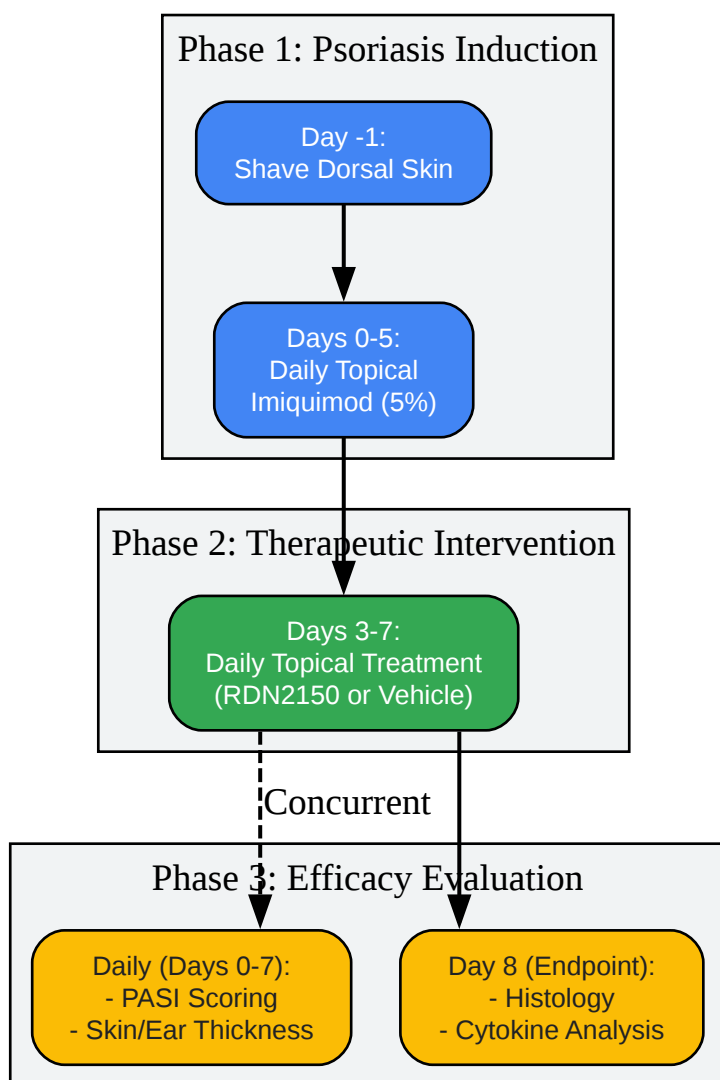 Phase 1: Psoriasis Induction
Day -1:
Shave Dorsal Skin
Days 0-5:
Daily Topical
Imiquimod (5%)
Phase 2: Therapeutic Intervention
Days 3-7:
Daily Topical Treatment
(RDN2150 or Vehicle)
Concurrent
Phase 3: Efficacy Evaluation
Daily (Days 0-7):
- PASI Scoring
- Skin/Ear Thickness
Day 8 (Endpoint):
- Histology
- Cytokine Analysis